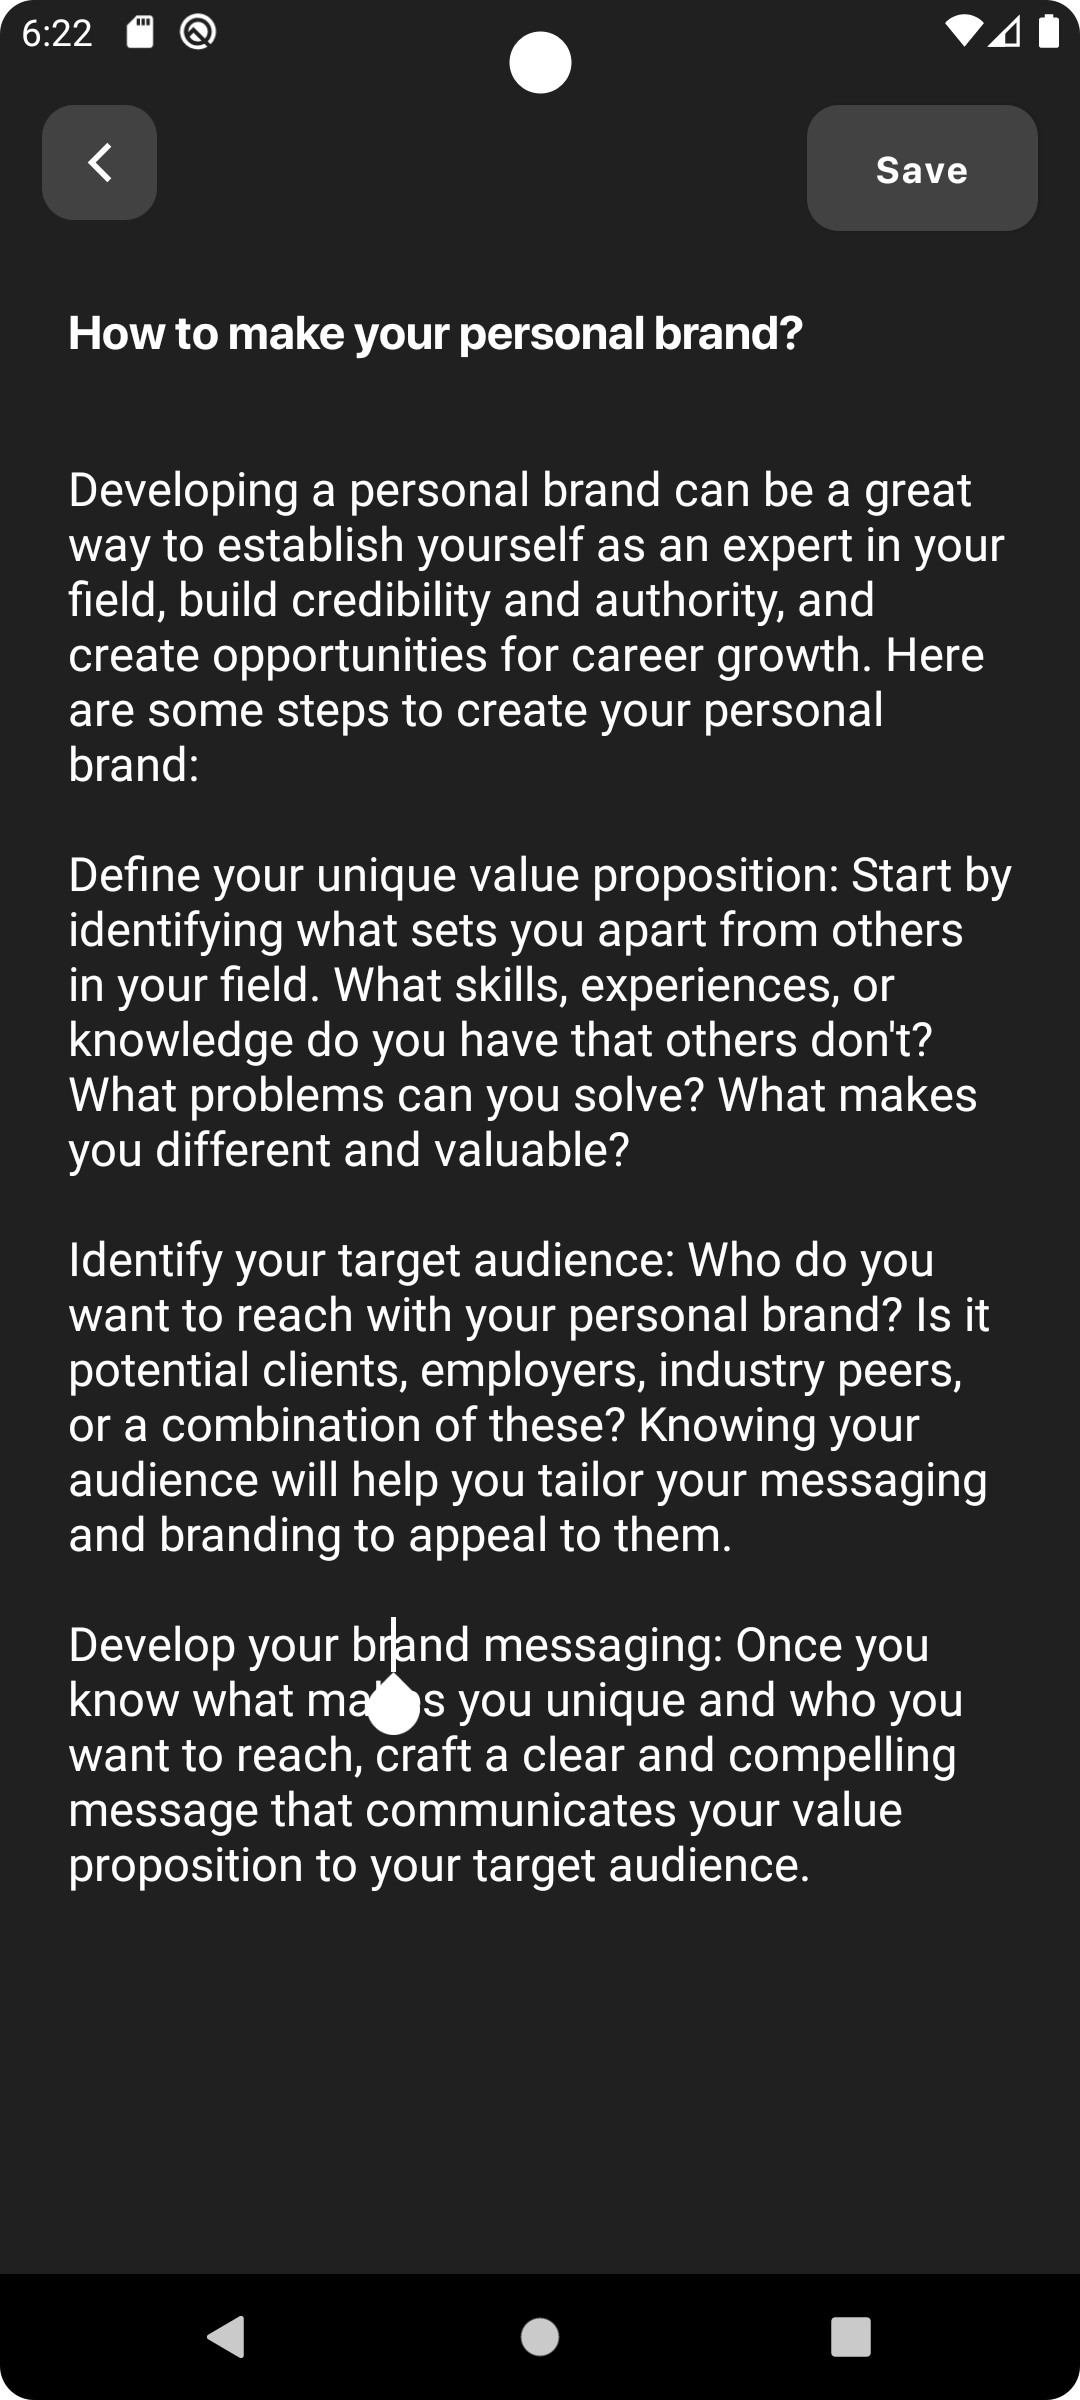 6:22
Save
How to make your personal brand?
Developing a personal brand can be a great
way to establish yourself as an expert in your
field, build credibility and authority, and
create opportunities for career growth. Here
are some steps to create your personal
brand:
Define your unique value proposition: Start by
identifying what sets you apart from others
in your field. What skills, experiences, or
knowledge do you have that others don't?
What problems can you solve? What makes
you different and valuable?
Identify your target audience: Who do you
want to reach with your personal brand? Is it
potential clients, employers, industry peers,
or a combination of these? Knowing your
audience will help you tailor your messaging
and branding to appeal to them.
Develop your brand messaging: Once you
know what makes you unique and who you
want to reach, craft a clear and compelling
message that communicates your value
proposition to your target audience.